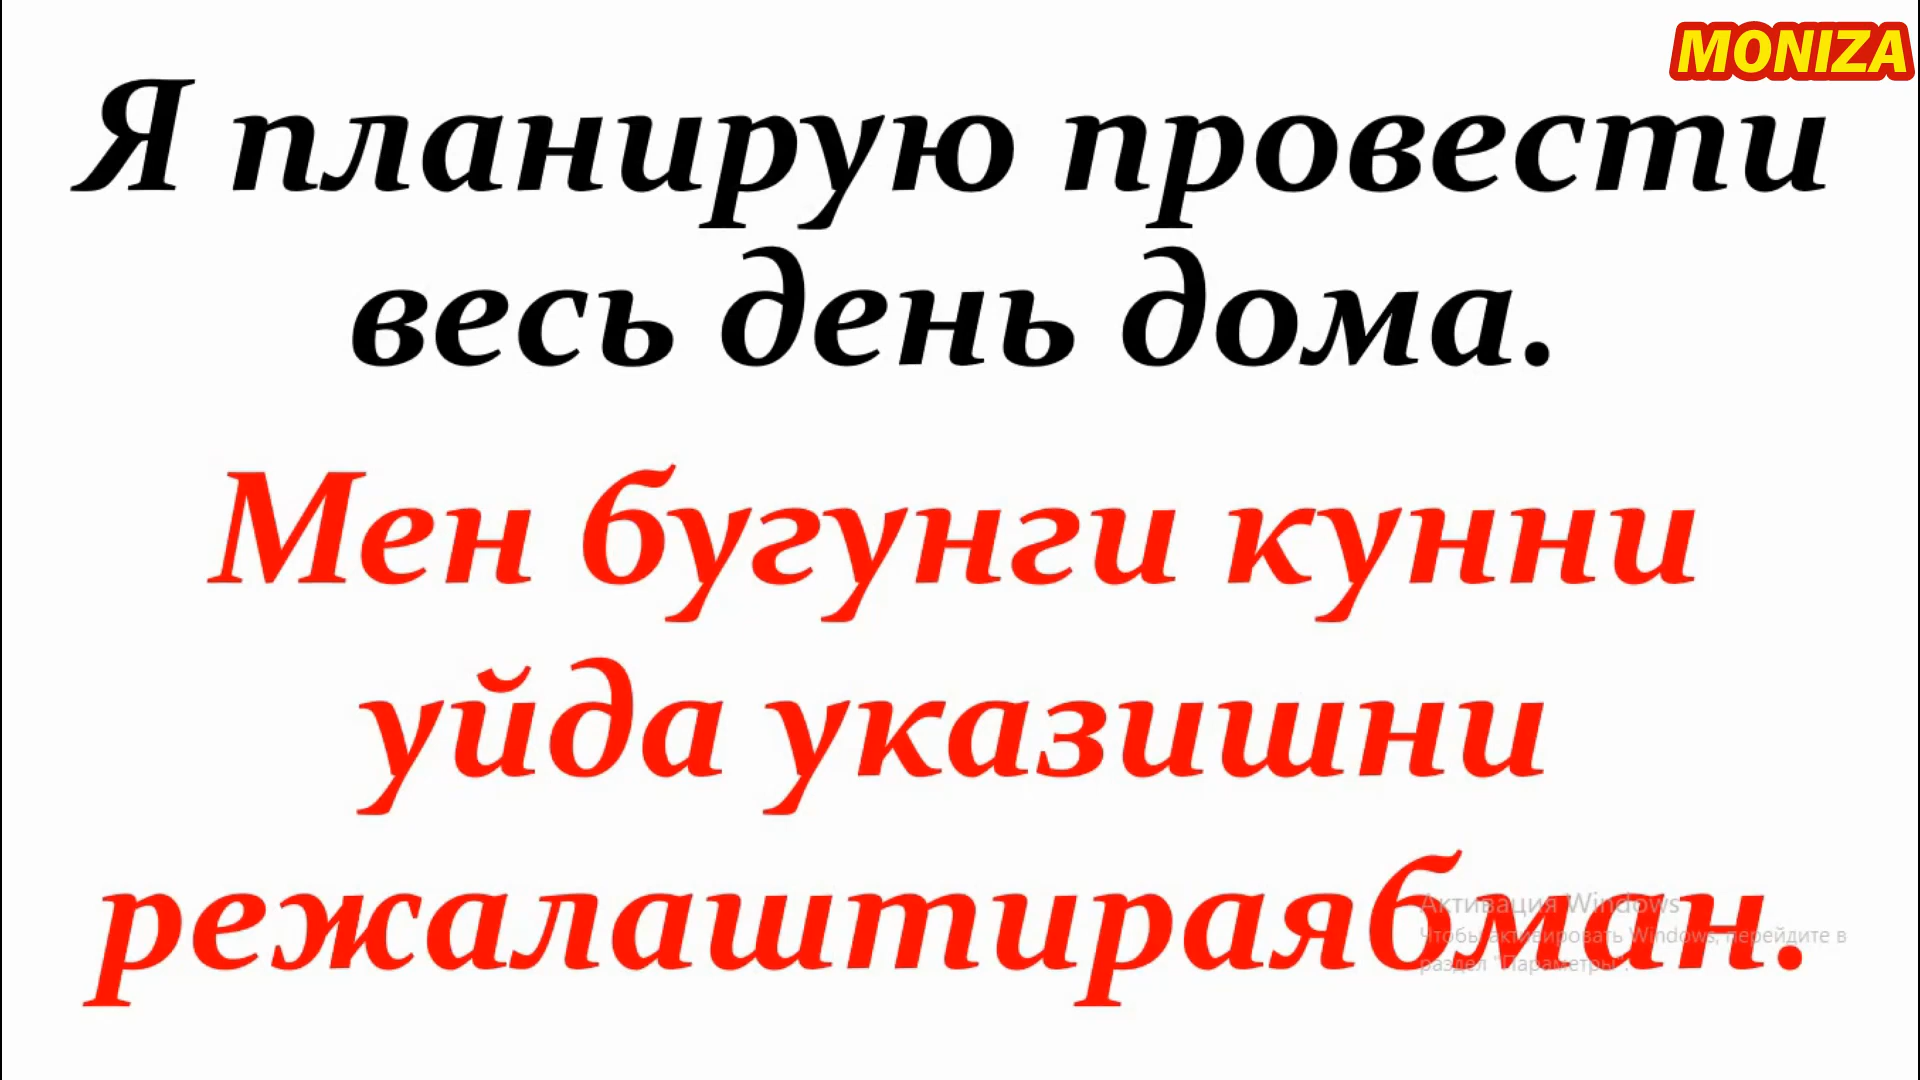 MONIZA
Я планирую провести
весь день дома.
Мен бугунги кунни
уйда указишни
режалаштираябман.
Активация Windows
Чтобы активировать Windows, перейдите в
раздел "Параметры".